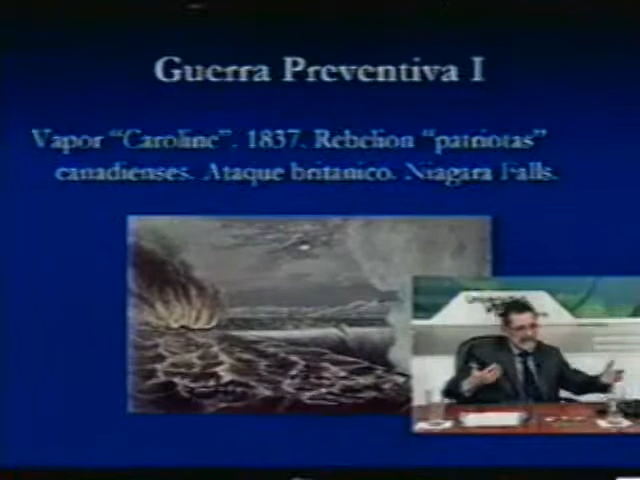 Guerra Preventiva I
Vapor “Caroline”. 1837. Rebelion “patriotas”
canadienses. Ataque britanico. Niagara Falls.